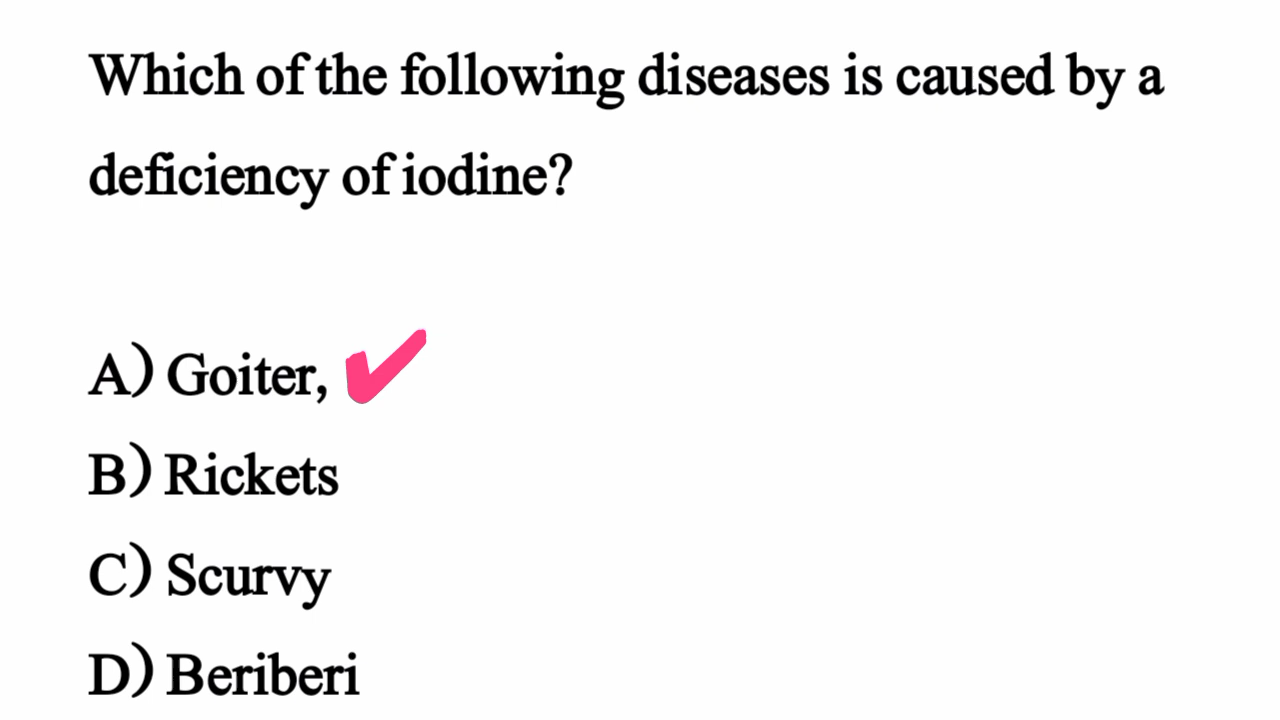 Which of the following diseases is caused by a
deficiency of iodine?
A) Goiter, ✔
B) Rickets
C) Scurvy
D) Beriberi